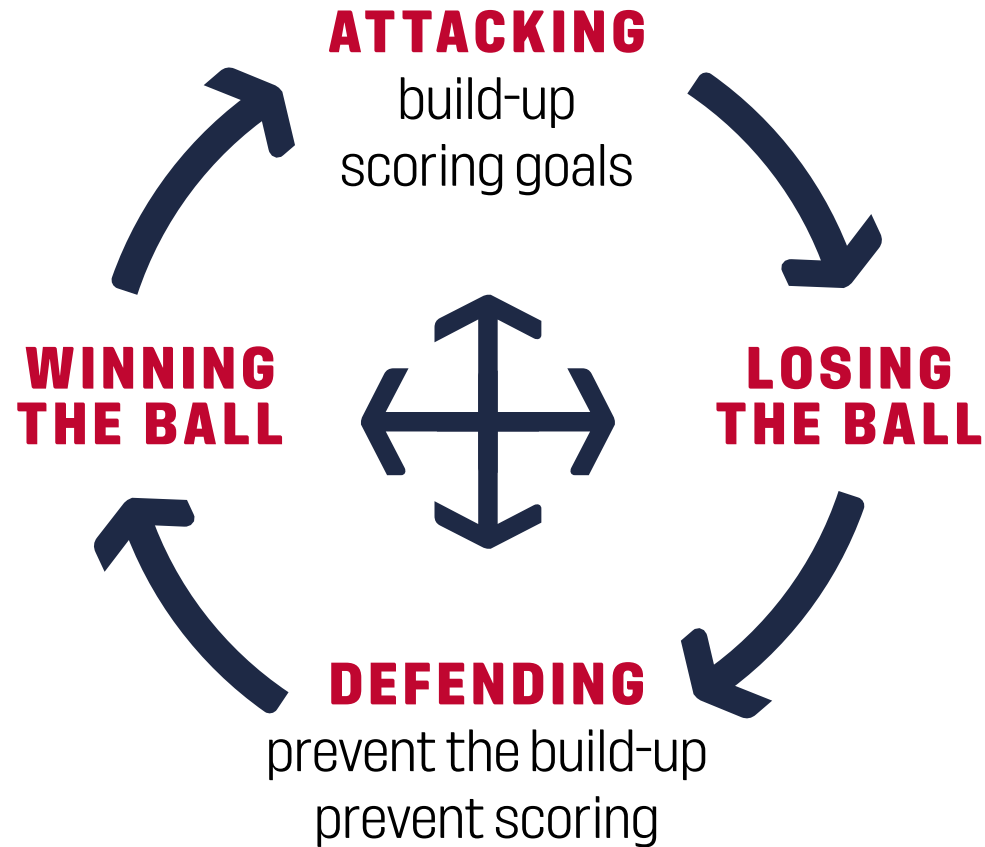 ATTACKING
build-up
scoring goals
WINNING
THE BALL
LOSING
THE BALL
DEFENDING
prevent the build-up
prevent scoring